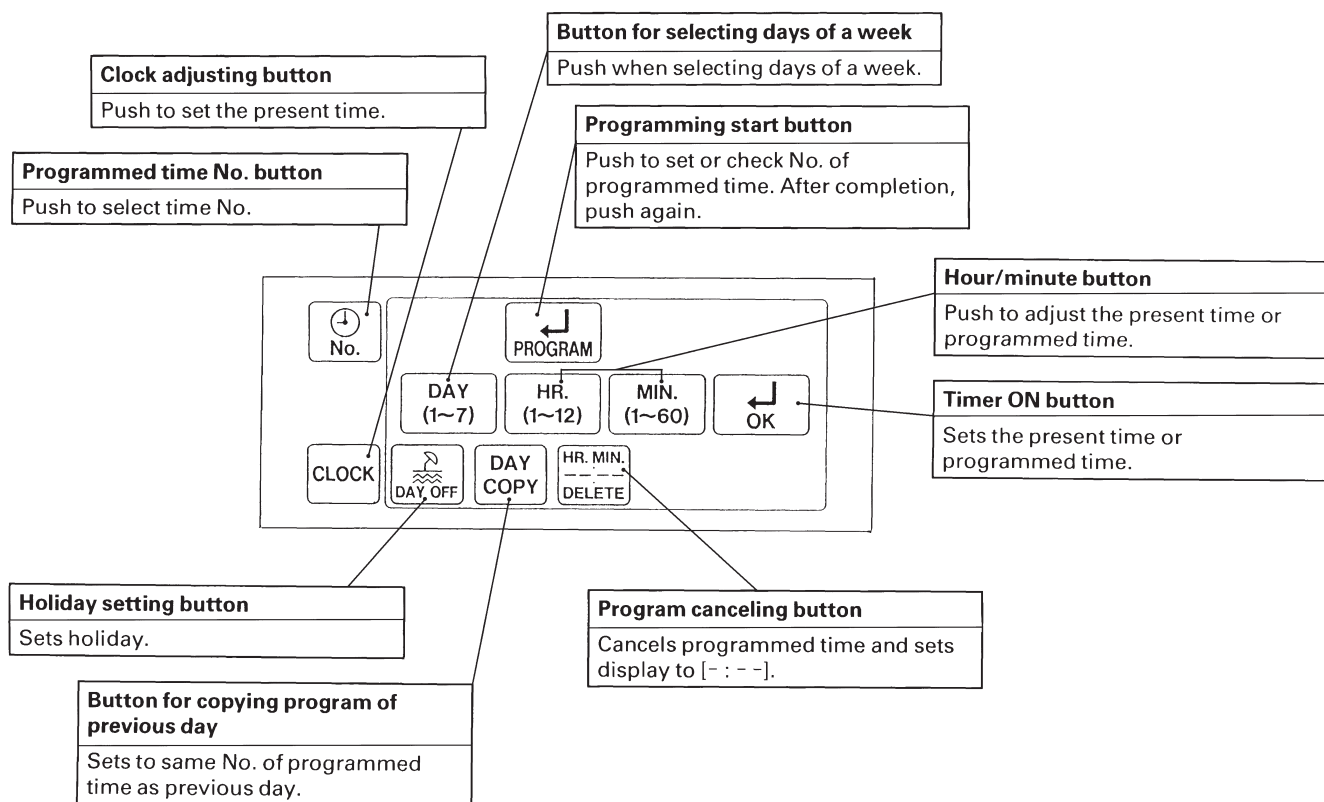 Button for selecting days of a week
Push when selecting days of a week.
Clock adjusting button
Push to set the present time.
Programming start button
Push to set or check No. of
programmed time. After completion,
push again.
Programmed time No. button
Push to select time No.
Hour/minute button
Push to adjust the present time or
programmed time.
Timer ON button
Sets the present time or
programmed time.
No.
PROGRAM
DAY
(1~7)
HR.
(1~12)
MIN.
(1~60)
OK
CLOCK
DAY OFF
DAY
COPY
HR. MIN.
--:--
DELETE
Holiday setting button
Sets holiday.
Program canceling button
Cancels programmed time and sets
display to [- : - -].
Button for copying program of
previous day
Sets to same No. of programmed
time as previous day.